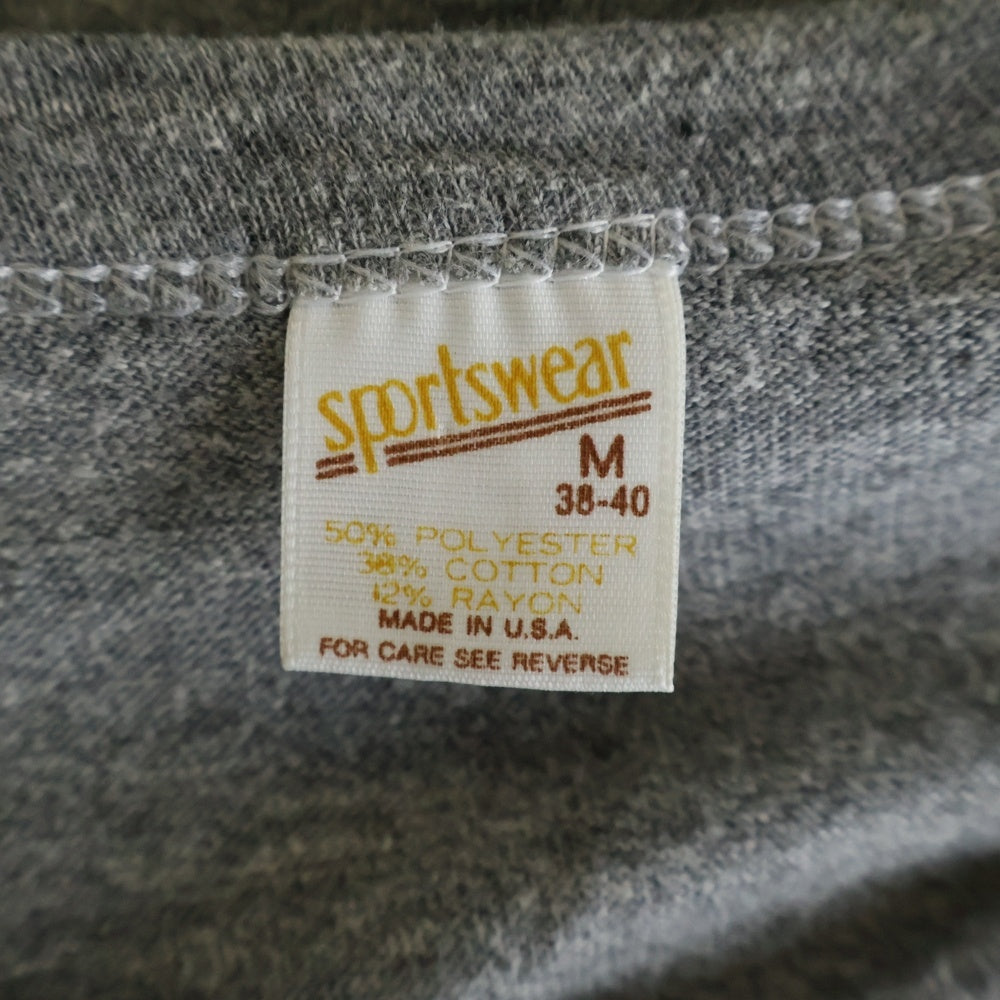 sportswear
M
38-40
50% POLYESTER
38% COTTON
12% RAYON
MADE IN U.S.A.
FOR CARE SEE REVERSE